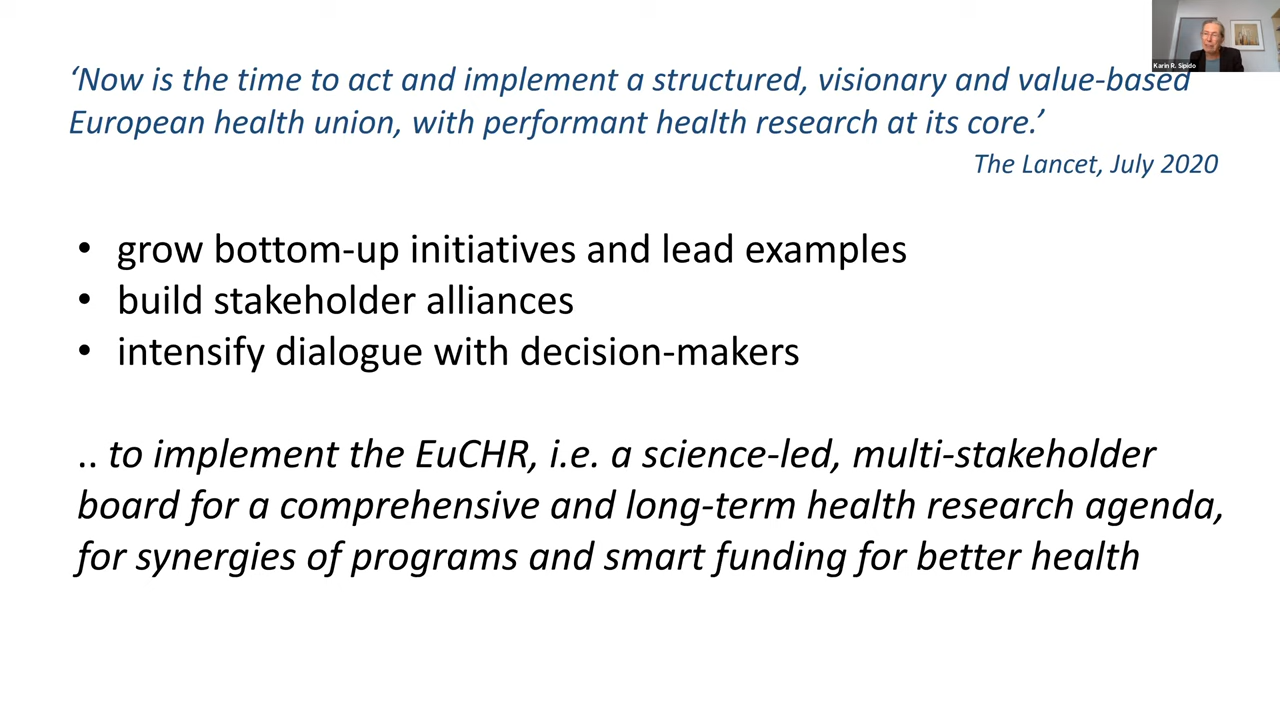 ‘Now is the time to act and implement a structured, visionary and value-based
European health union, with performant health research at its core.’
The Lancet, July 2020
Karin R. Sipido
• grow bottom-up initiatives and lead examples
• build stakeholder alliances
• intensify dialogue with decision-makers
.. to implement the EuCHR, i.e. a science-led, multi-stakeholder
board for a comprehensive and long-term health research agenda,
for synergies of programs and smart funding for better health